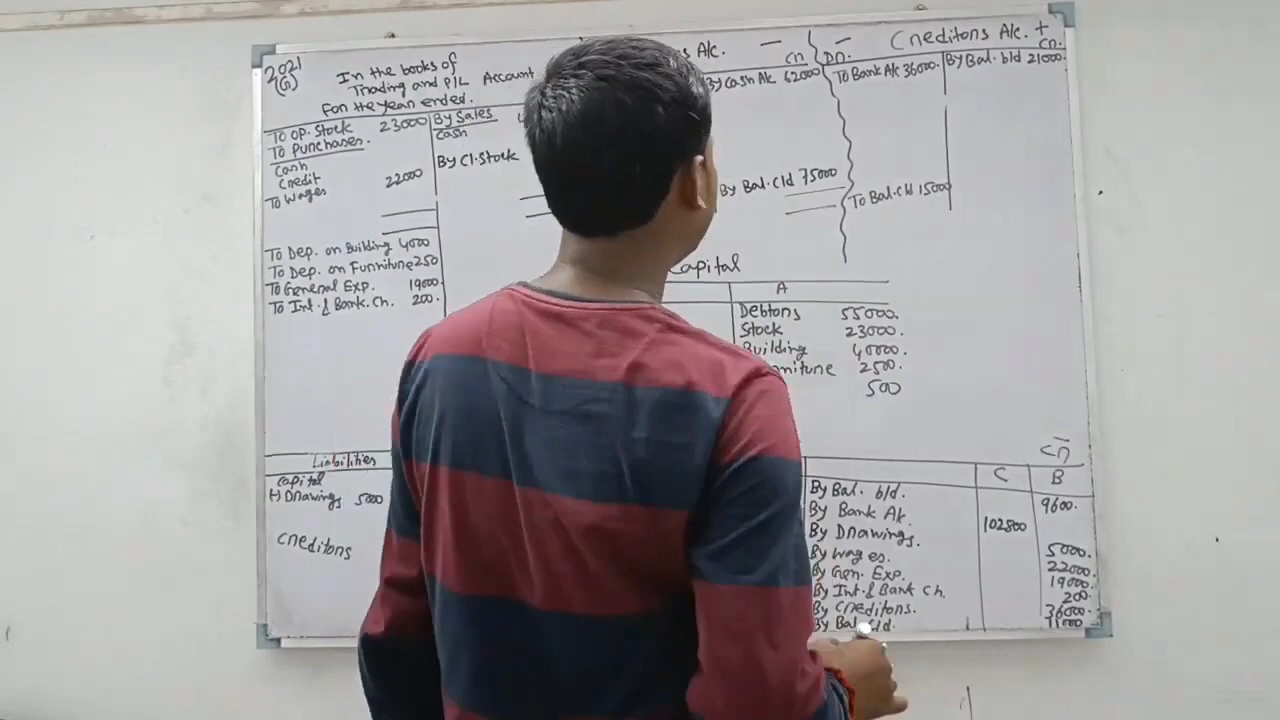 2021
(G)
In the books of
Trading and P/L Account
For the year ended.
To OP. Stock 23000
To Purchases.
Cash
Credit
To Wages 22000
By Sales
Cash
By Cl. Stock
To Dep. on Building 4000
To Dep. on Furniture 250
To General Exp. 19000
To Int. & Bank. Ch. 200.
A/c. -
Cr
By Cash A/c 62000
By Bal. c/d 75000
- Creditors A/c. +
Dr. Cr.
To Bank A/c 36000.
By Bal. b/d 21000.
To Bal. c/d 15000
Capital
A
Debtors 55000.
Stock 23000.
Building 40000.
2500.
500
Liabilities
Capital
(-) Drawings 5000
Creditors
Cr
C B
By Bal. b/d. 9600.
By Bank A/c. 102800
By Drawings. 5000.
By Wages. 22000.
By Gen. Exp. 19000.
By Int. & Bank Ch. 200.
By Creditors. 36000.
By Bal c/d.